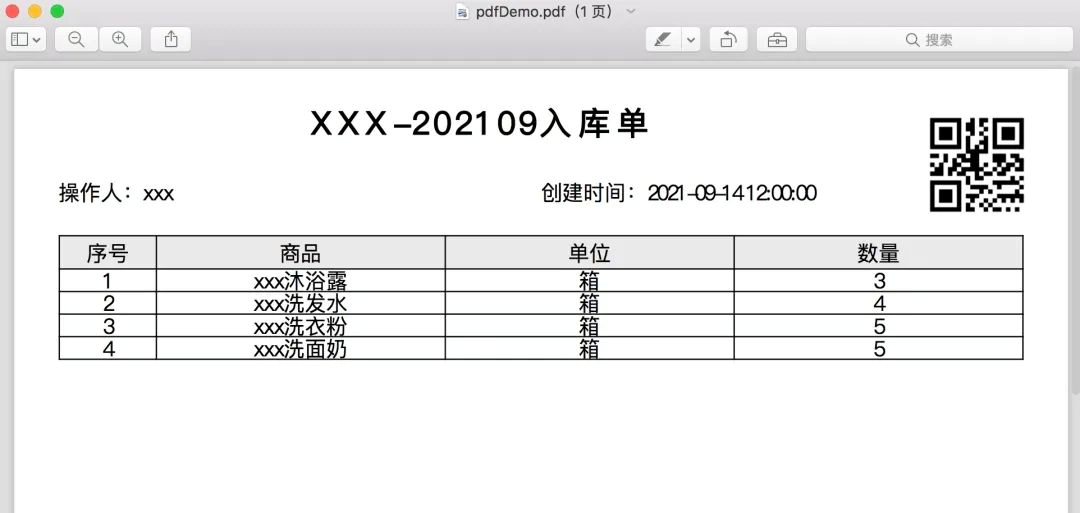 pdfDemo.pdf（1 页）
搜索
XXX-202109入库单
操作人：xxx
创建时间：2021-09-14 12:00:00
序号 商品 单位 数量
1 xxx沐浴露 箱 3
2 xxx洗发水 箱 4
3 xxx洗衣粉 箱 5
4 xxx洗面奶 箱 5